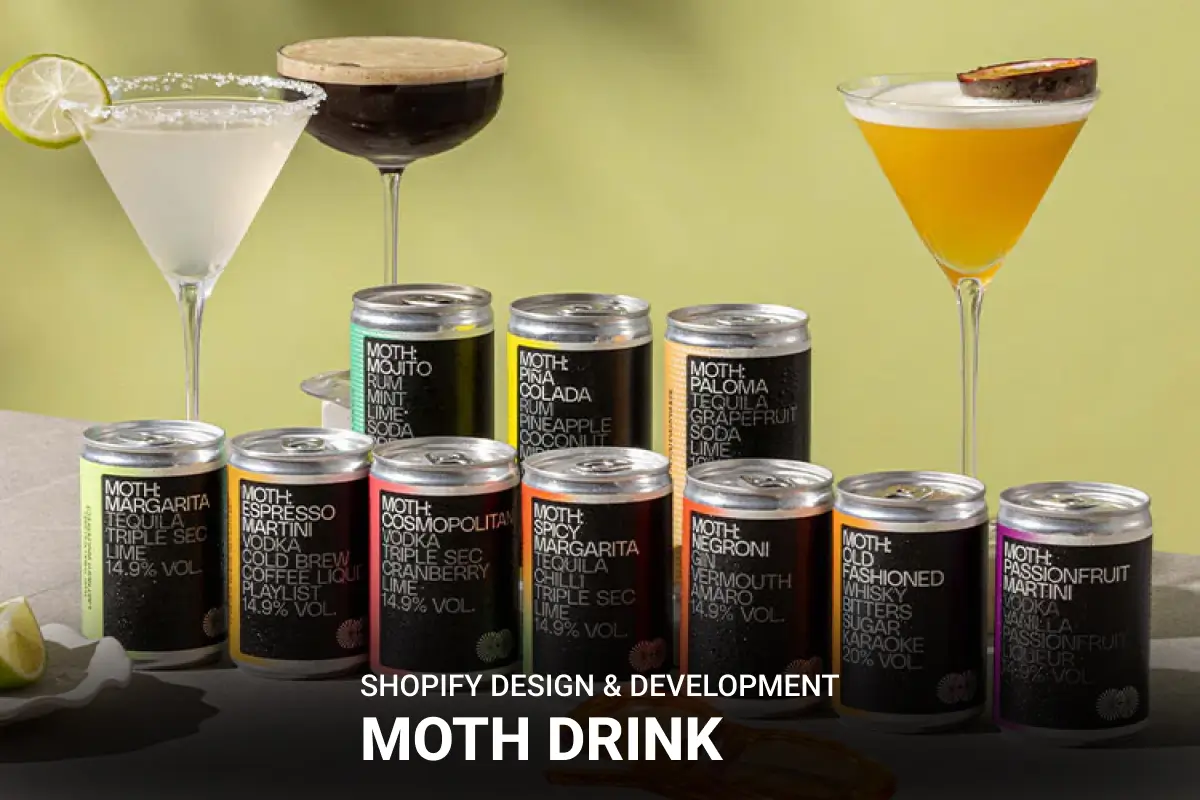 MOTH:
MOJITO
RUM
MINT
LIME
SODA
MOTH:
PIÑA
COLADA
RUM
PINEAPPLE
COCONUT
MOTH:
PALOMA
TEQUILA
GRAPEFRUIT
SODA
LIME
MOTH:
MARGARITA
TEQUILA
TRIPLE SEC
LIME
14.9% VOL.
MOTH:
ESPRESSO
MARTINI
VODKA
COLD BREW
COFFEE LIQU
PLAYLIST
14.9% VOL.
MOTH:
COSMOPOLITAN
VODKA
TRIPLE SEC
CRANBERRY
LIME
14.9% VOL.
MOTH:
SPICY
MARGARITA
TEQUILA
CHILLI
TRIPLE SEC
LIME
14.9% VOL.
MOTH:
NEGRONI
GIN
VERMOUTH
AMARO
14.9% VOL.
MOTH:
OLD
FASHIONED
WHISKY
BITTERS
SUGAR
KARAOKE
20% VOL.
MOTH:
PASSIONFRUIT
MARTINI
VODKA
VANILLA
PASSIONFRUIT
LIQUEUR
VOL.
SHOPIFY DESIGN & DEVELOPMENT
MOTH DRINK